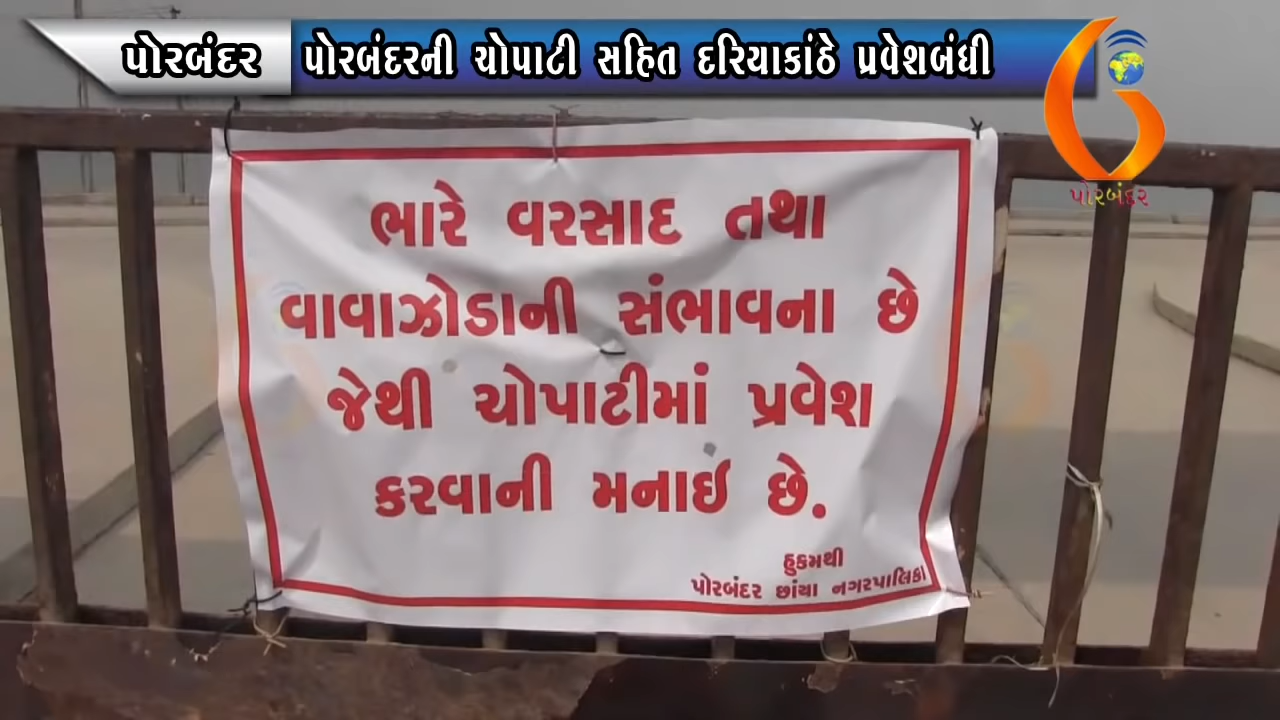 પોરબંદર
પોરબંદરની ચોપાટી સહિત દરિયાકાંઠે પ્રવેશબંધી
પોરબંદર
ભારે વરસાદ તથા
વાવાઝોડાની સંભાવના છે
જેથી ચોપાટીમાં પ્રવેશ
કરવાની મનાઇ છે.
હુકમથી
પોરબંદર છાંયા નગરપાલિકા